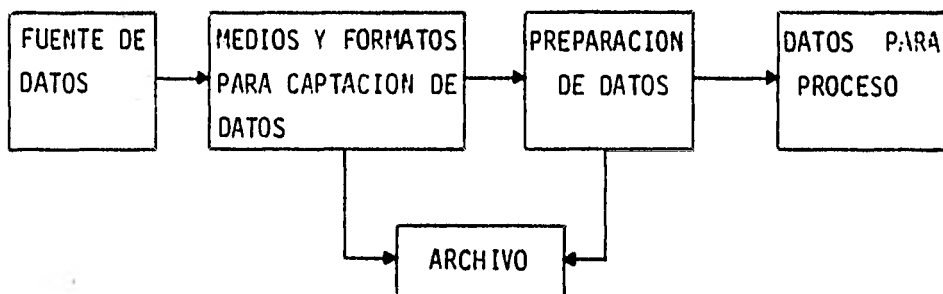 FUENTE DE
DATOS
MEDIOS Y FORMATOS
PARA CAPTACION DE
DATOS
PREPARACION
DE DATOS
DATOS PARA
PROCESO
ARCHIVO